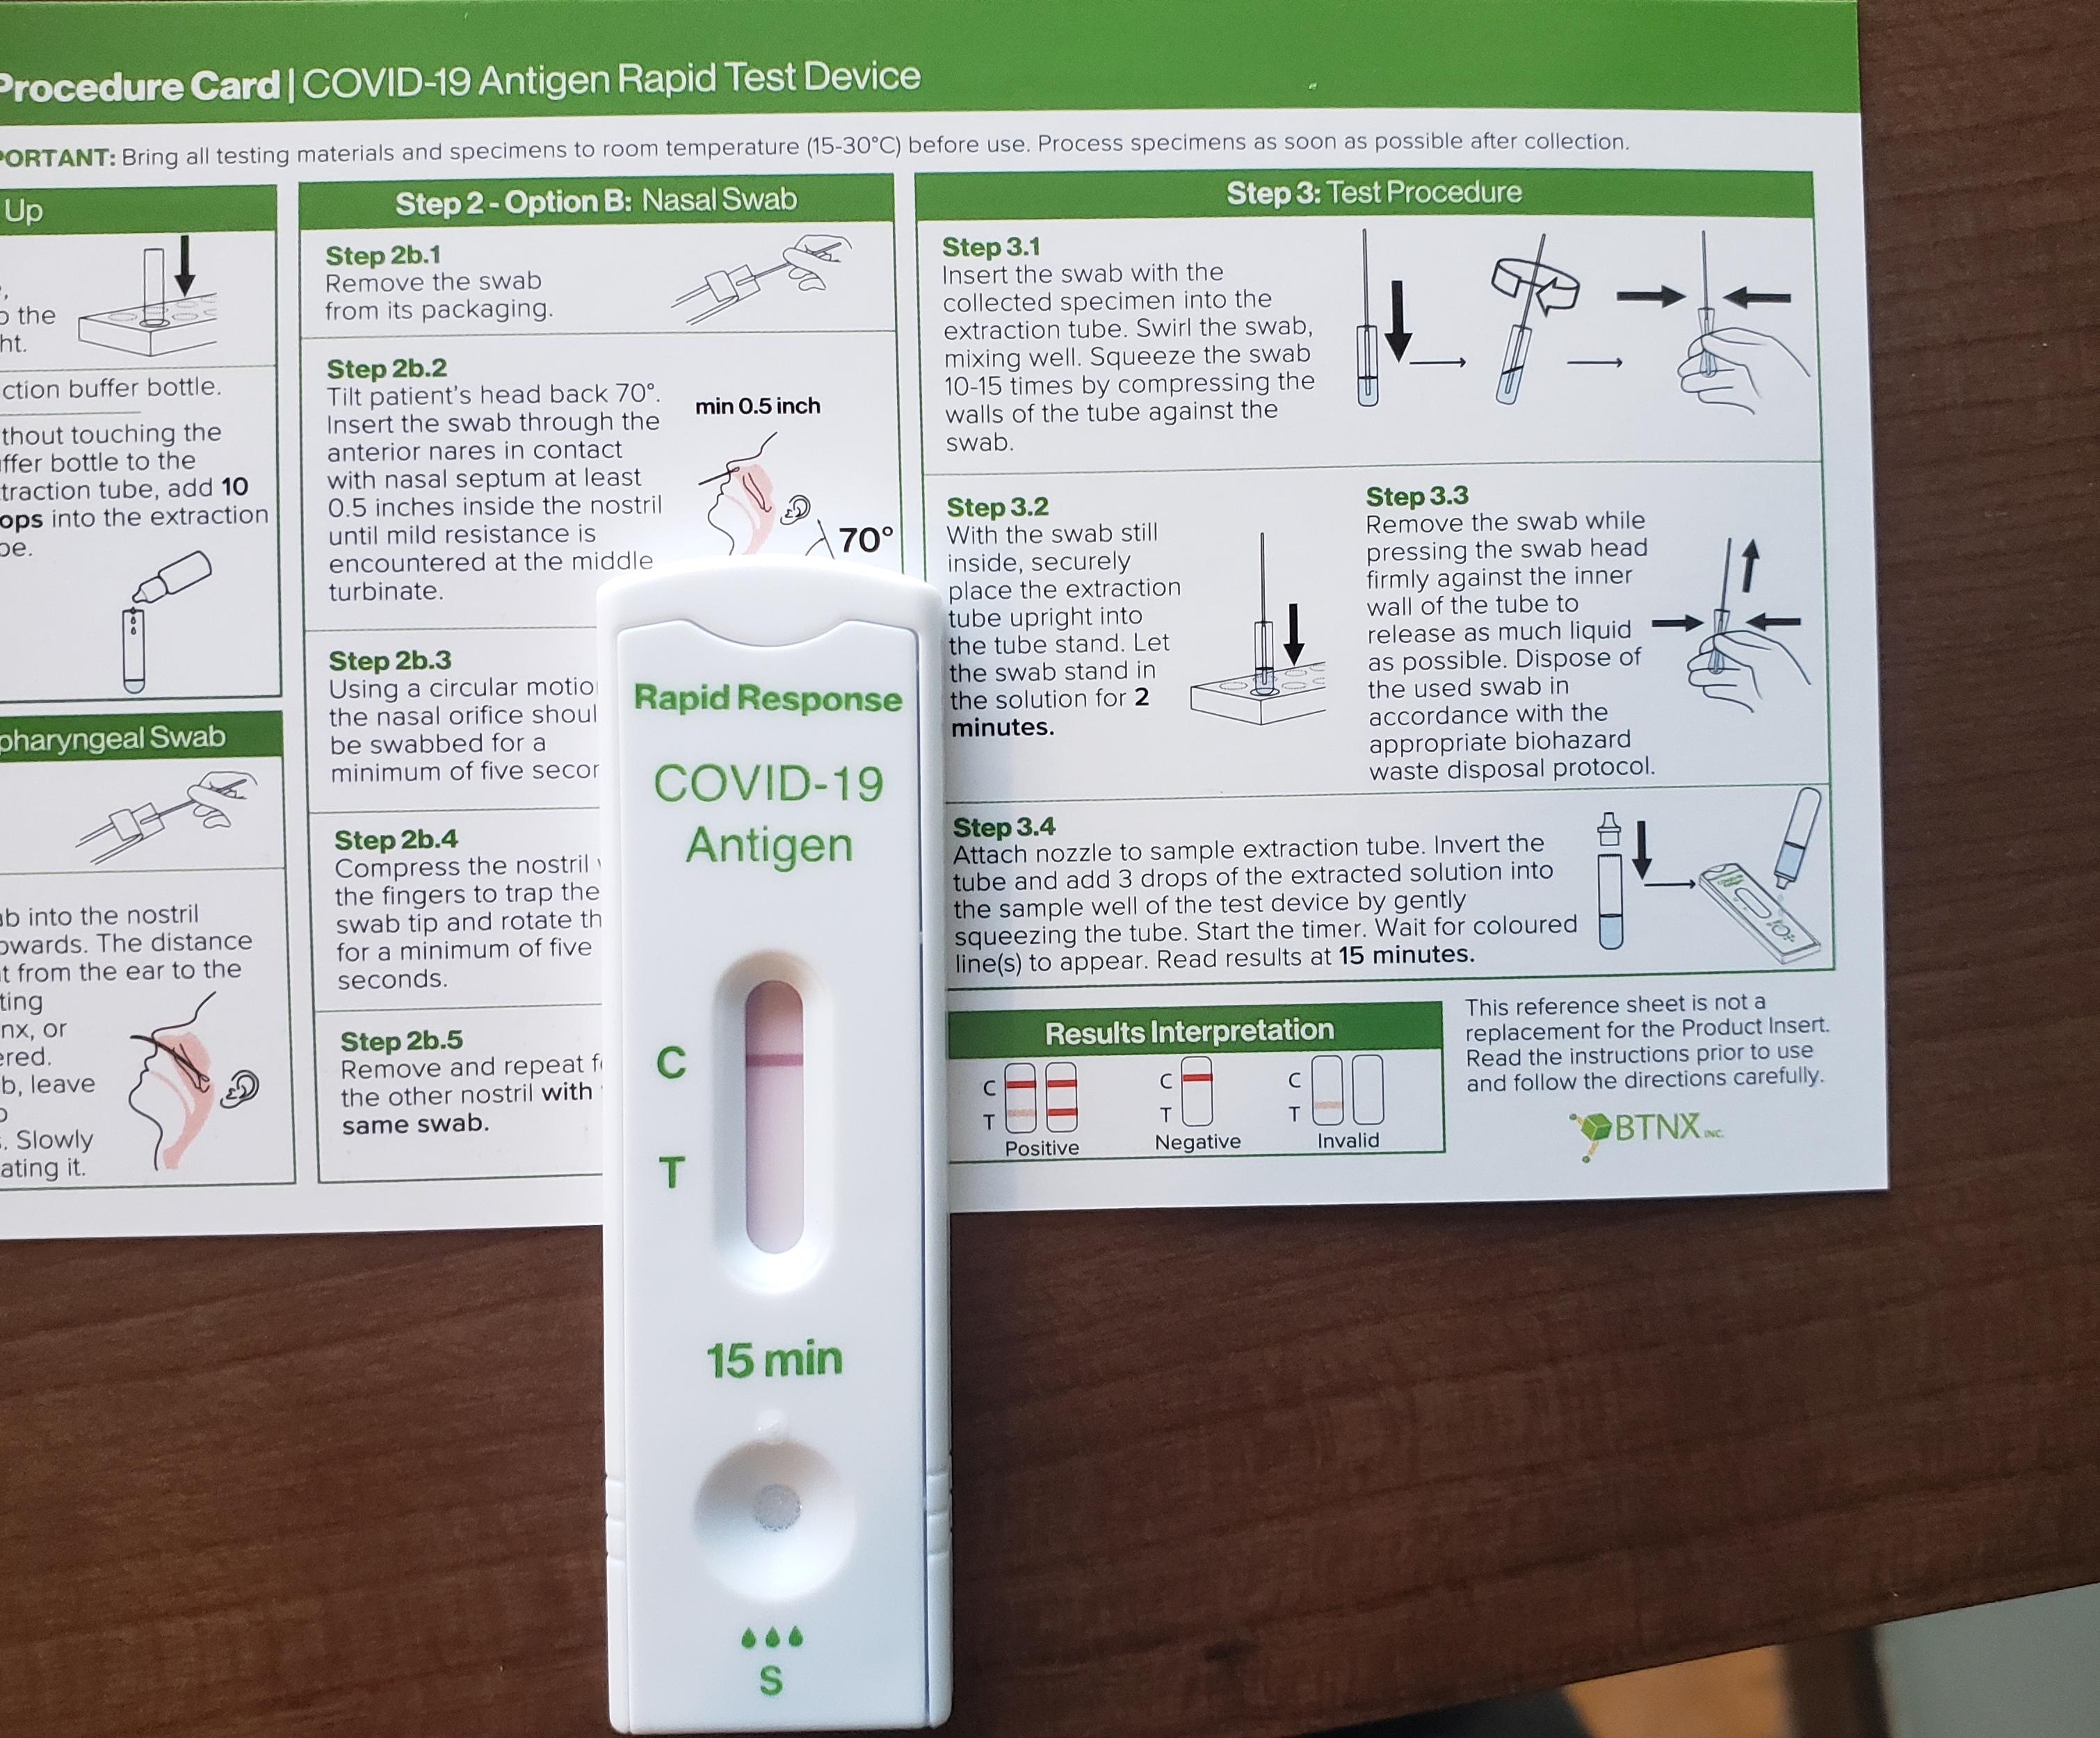 Procedure Card | COVID-19 Antigen Rapid Test Device
PORTANT: Bring all testing materials and specimens to room temperature (15-30°C) before use. Process specimens as soon as possible after collection.
Up
o the
ht.
ction buffer bottle.
thout touching the
ffer bottle to the
traction tube, add 10
ops into the extraction
be.
pharyngeal Swab
ab into the nostril
owards. The distance
t from the ear to the
ting
nx, or
ered.
b, leave
o
. Slowly
ating it.
Step 2 - Option B: Nasal Swab
Step 2b.1
Remove the swab
from its packaging.
Step 2b.2
Tilt patient's head back 70°.
Insert the swab through the
anterior nares in contact
with nasal septum at least
0.5 inches inside the nostril
until mild resistance is
encountered at the middle
turbinate.
min 0.5 inch
70°
Step 2b.3
Using a circular motio
the nasal orifice shoul
be swabbed for a
minimum of five secor
Step 2b.4
Compress the nostril
the fingers to trap the
swab tip and rotate th
for a minimum of five
seconds.
Step 2b.5
Remove and repeat f
the other nostril with
same swab.
Step 3: Test Procedure
Step 3.1
Insert the swab with the
collected specimen into the
extraction tube. Swirl the swab,
mixing well. Squeeze the swab
10-15 times by compressing the
walls of the tube against the
swab.
Step 3.2
With the swab still
inside, securely
place the extraction
tube upright into
the tube stand. Let
the swab stand in
the solution for 2
minutes.
Step 3.3
Remove the swab while
pressing the swab head
firmly against the inner
wall of the tube to
release as much liquid
as possible. Dispose of
the used swab in
accordance with the
appropriate biohazard
waste disposal protocol.
Step 3.4
Attach nozzle to sample extraction tube. Invert the
tube and add 3 drops of the extracted solution into
the sample well of the test device by gently
squeezing the tube. Start the timer. Wait for coloured
line(s) to appear. Read results at 15 minutes.
Results Interpretation
C
T
Positive
C
T
Negative
C
T
Invalid
This reference sheet is not a
replacement for the Product Insert.
Read the instructions prior to use
and follow the directions carefully.
BTNX INC.
Rapid Response
COVID-19
Antigen
C
T
15 min
S